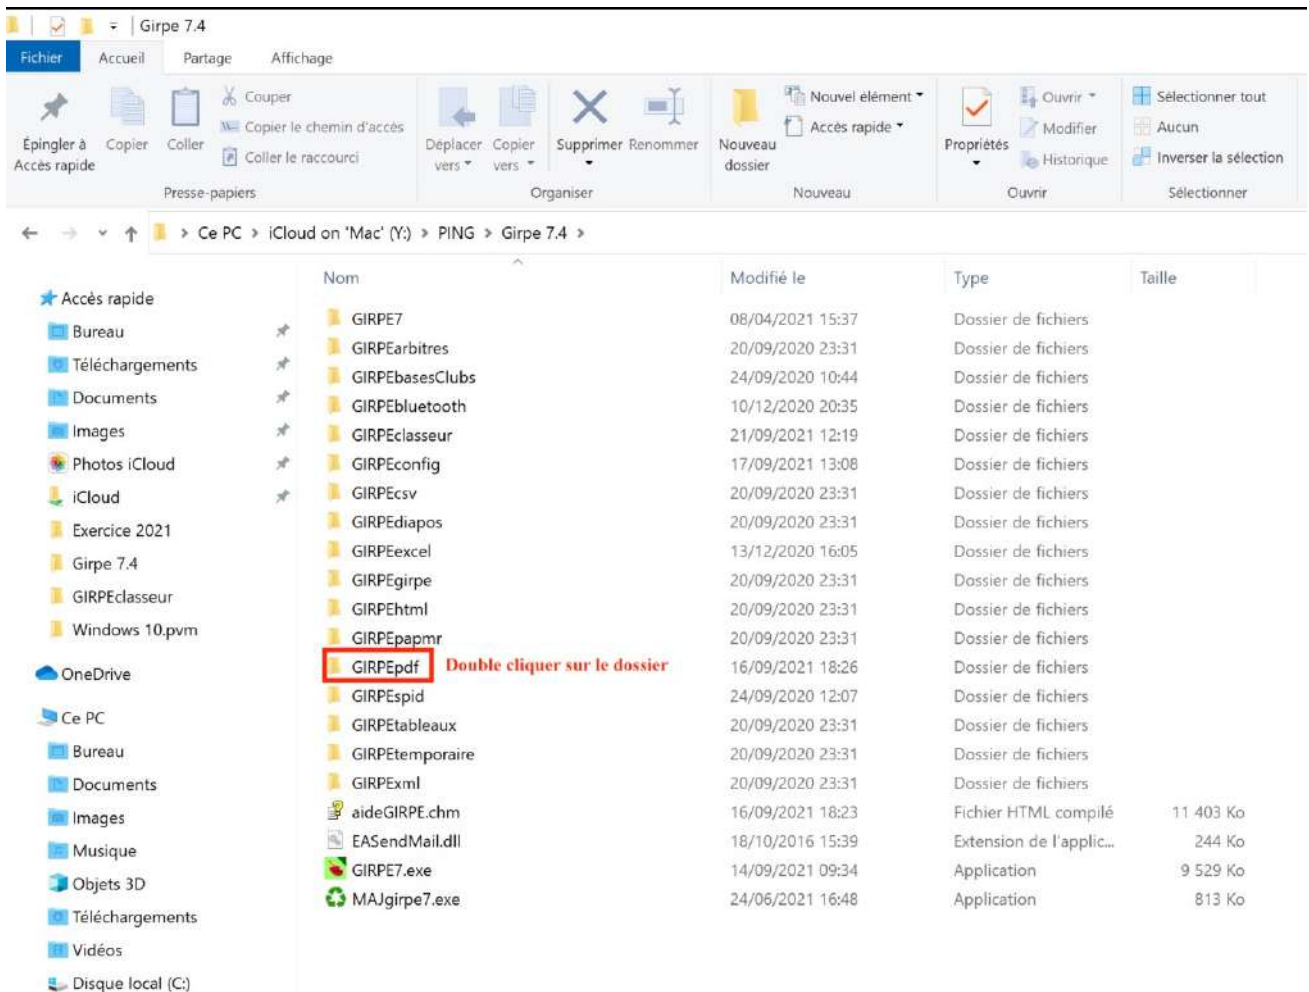 Girpe 7.4
Fichier Accueil Partage Affichage
Épingler à Accès rapide
Copier
Coller
Couper
Copier le chemin d'accès
Coller le raccourci
Presse-papiers
Déplacer vers
Copier vers
Supprimer
Renommer
Organiser
Nouveau dossier
Nouvel élément
Accès rapide
Nouveau
Propriétés
Ouvrir
Modifier
Historique
Ouvrir
Sélectionner tout
Aucun
Inverser la sélection
Sélectionner
> Ce PC > iCloud on 'Mac' (Y:) > PING > Girpe 7.4 >
Accès rapide
Bureau
Téléchargements
Documents
Images
Photos iCloud
iCloud
Exercice 2021
Girpe 7.4
GIRPEclasseur
Windows 10.pvm
OneDrive
Ce PC
Bureau
Documents
Images
Musique
Objets 3D
Téléchargements
Vidéos
Disque local (C:)
Nom Modifié le Type Taille
GIRPE7 08/04/2021 15:37 Dossier de fichiers
GIRPEarbitres 20/09/2020 23:31 Dossier de fichiers
GIRPEbasesClubs 24/09/2020 10:44 Dossier de fichiers
GIRPEbluetooth 10/12/2020 20:35 Dossier de fichiers
GIRPEclasseur 21/09/2021 12:19 Dossier de fichiers
GIRPEconfig 17/09/2021 13:08 Dossier de fichiers
GIRPEcsv 20/09/2020 23:31 Dossier de fichiers
GIRPEdiapos 20/09/2020 23:31 Dossier de fichiers
GIRPEexcel 13/12/2020 16:05 Dossier de fichiers
GIRPEgirpe 20/09/2020 23:31 Dossier de fichiers
GIRPEhtml 20/09/2020 23:31 Dossier de fichiers
GIRPEpapmr 20/09/2020 23:31 Dossier de fichiers
GIRPEpdf Double cliquer sur le dossier 16/09/2021 18:26 Dossier de fichiers
GIRPEspid 24/09/2020 12:07 Dossier de fichiers
GIRPEtableaux 20/09/2020 23:31 Dossier de fichiers
GIRPEtemporaire 20/09/2020 23:31 Dossier de fichiers
GIRPExml 20/09/2020 23:31 Dossier de fichiers
aideGIRPE.chm 16/09/2021 18:23 Fichier HTML compilé 11 403 Ko
EASendMail.dll 18/10/2016 15:39 Extension de l'applic... 244 Ko
GIRPE7.exe 14/09/2021 09:34 Application 9 529 Ko
MAJgirpe7.exe 24/06/2021 16:48 Application 813 Ko